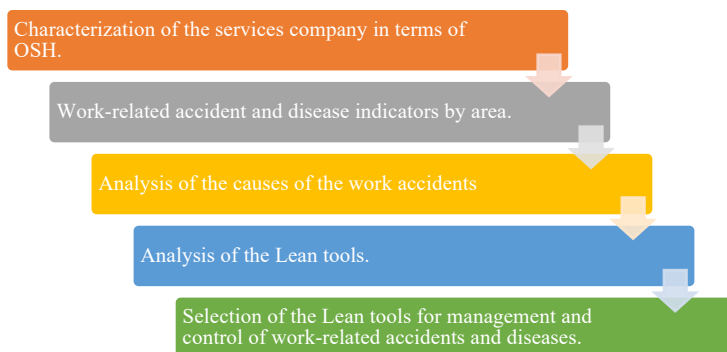 Characterization of the services company in terms of
OSH.
Work-related accident and disease indicators by area.
Analysis of the causes of the work accidents
Analysis of the Lean tools.
Selection of the Lean tools for management and
control of work-related accidents and diseases.